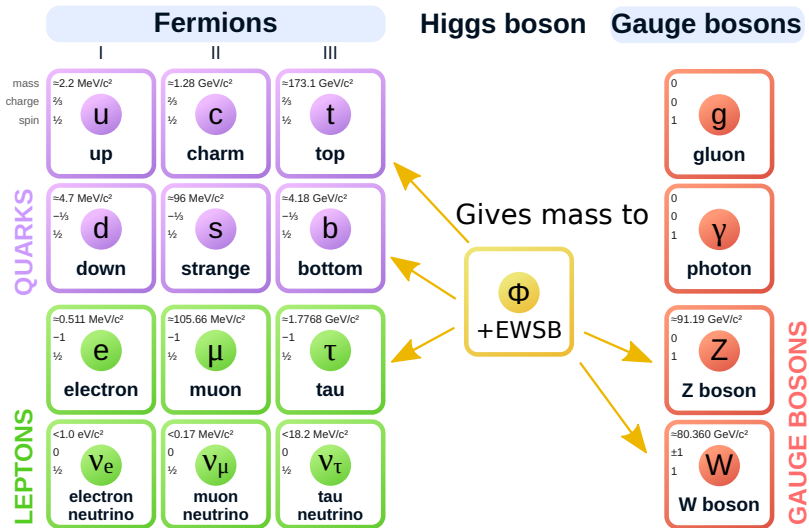 Fermions
Higgs boson
Gauge bosons
I
II
III
mass
charge
spin
QUARKS
LEPTONS
≈2.2 MeV/c²
⅔
½
u
up
≈1.28 GeV/c²
⅔
½
c
charm
≈173.1 GeV/c²
⅔
½
t
top
0
0
1
g
gluon
≈4.7 MeV/c²
−⅓
½
d
down
≈96 MeV/c²
−⅓
½
s
strange
≈4.18 GeV/c²
−⅓
½
b
bottom
Gives mass to
Φ
+EWSB
0
0
1
γ
photon
≈0.511 MeV/c²
−1
½
e
electron
≈105.66 MeV/c²
−1
½
μ
muon
≈1.7768 GeV/c²
−1
½
τ
tau
≈91.19 GeV/c²
0
1
Z
Z boson
<1.0 eV/c²
0
½
νe
electron
neutrino
<0.17 MeV/c²
0
½
νμ
muon
neutrino
<18.2 MeV/c²
0
½
ντ
tau
neutrino
≈80.360 GeV/c²
±1
1
W
W boson
GAUGE BOSONS